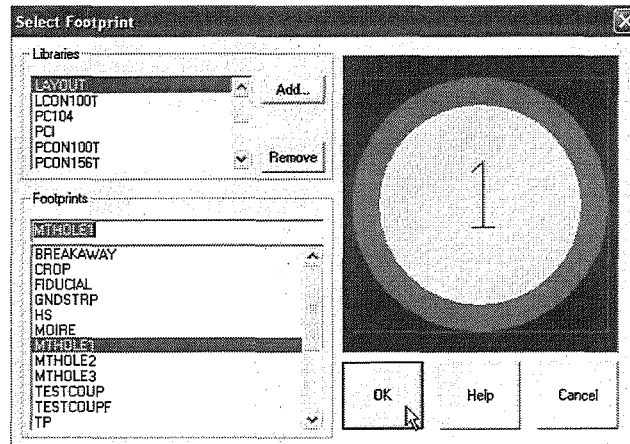 Select Footprint
Libraries
LAYOUT
LCON100T
PC104
PCI
PCON100T
PCON156T
Add...
Remove
Footprints
MTHOLE1
BREAKAWAY
CROP
FIDUCIAL
GNDSTRP
HS
MOIRE
MTHOLE1
MTHOLE2
MTHOLE3
TESTCOUP
TESTCOUPF
TP
1
OK
Help
Cancel